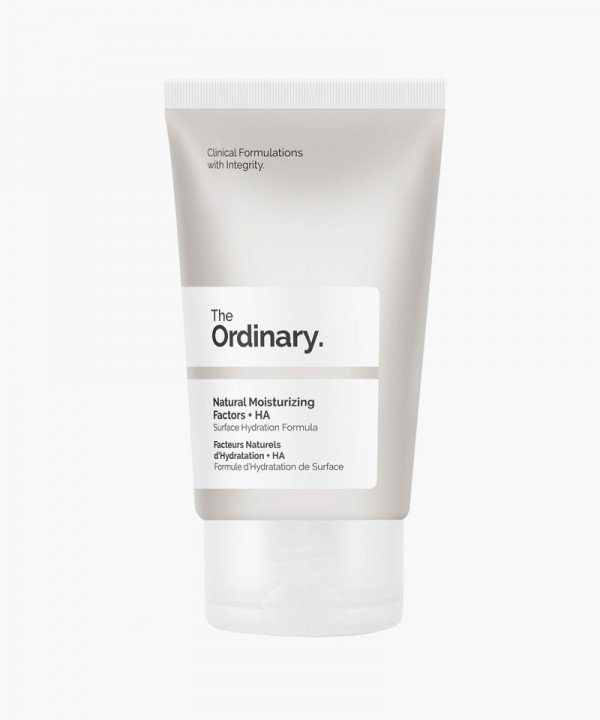 Clinical Formulations
with Integrity.
The
Ordinary.
Natural Moisturizing
Factors + HA
Surface Hydration Formula
Facteurs Naturels
d'Hydratation + HA
Formule d'Hydratation de Surface